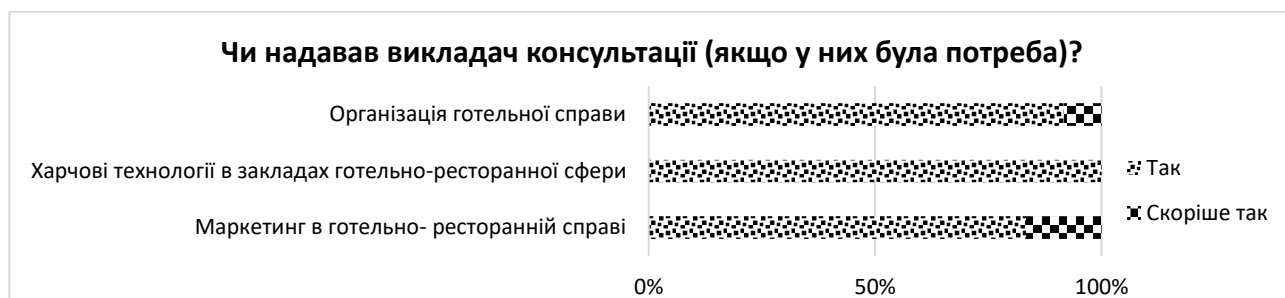 Чи надавав викладач консультації (якщо у них була потреба)?
Організація готельної справи
Харчові технології в закладах готельно-ресторанної сфери
Маркетинг в готельно- ресторанній справі
Так
Скоріше так
0%
50%
100%